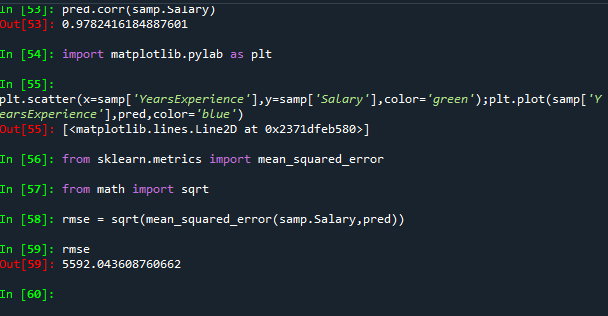 In [53]: pred.corr(samp.Salary)
Out[53]: 0.9782416184887601
In [54]: import matplotlib.pylab as plt
In [55]:
plt.scatter(x=samp['YearsExperience'],y=samp['Salary'],color='green');plt.plot(samp['Y
earsExperience'],pred,color='blue')
Out[55]: [<matplotlib.lines.Line2D at 0x2371dfeb580>]
In [56]: from sklearn.metrics import mean_squared_error
In [57]: from math import sqrt
In [58]: rmse = sqrt(mean_squared_error(samp.Salary,pred))
In [59]: rmse
Out[59]: 5592.043608760662
In [60]: